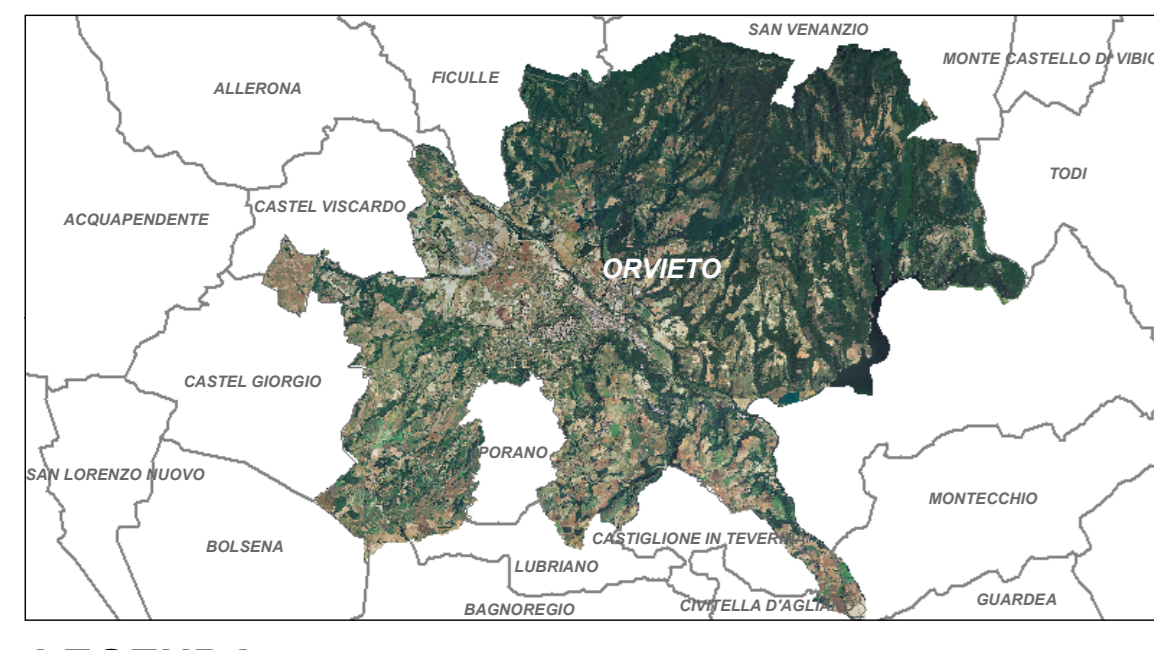 SAN VENANZIO
MONTE CASTELLO DI VIBIO
FICULLE
ALLERONA
TODI
CASTEL VISCARDO
ACQUAPENDENTE
ORVIETO
CASTEL GIORGIO
PORANO
SAN LORENZO NUOVO
MONTECCHIO
CASTIGLIONE IN TEVERINA
BOLSENA
LUBRIANO
GUARDEA
BAGNOREGIO
CIVITELLA D'AGLIANO